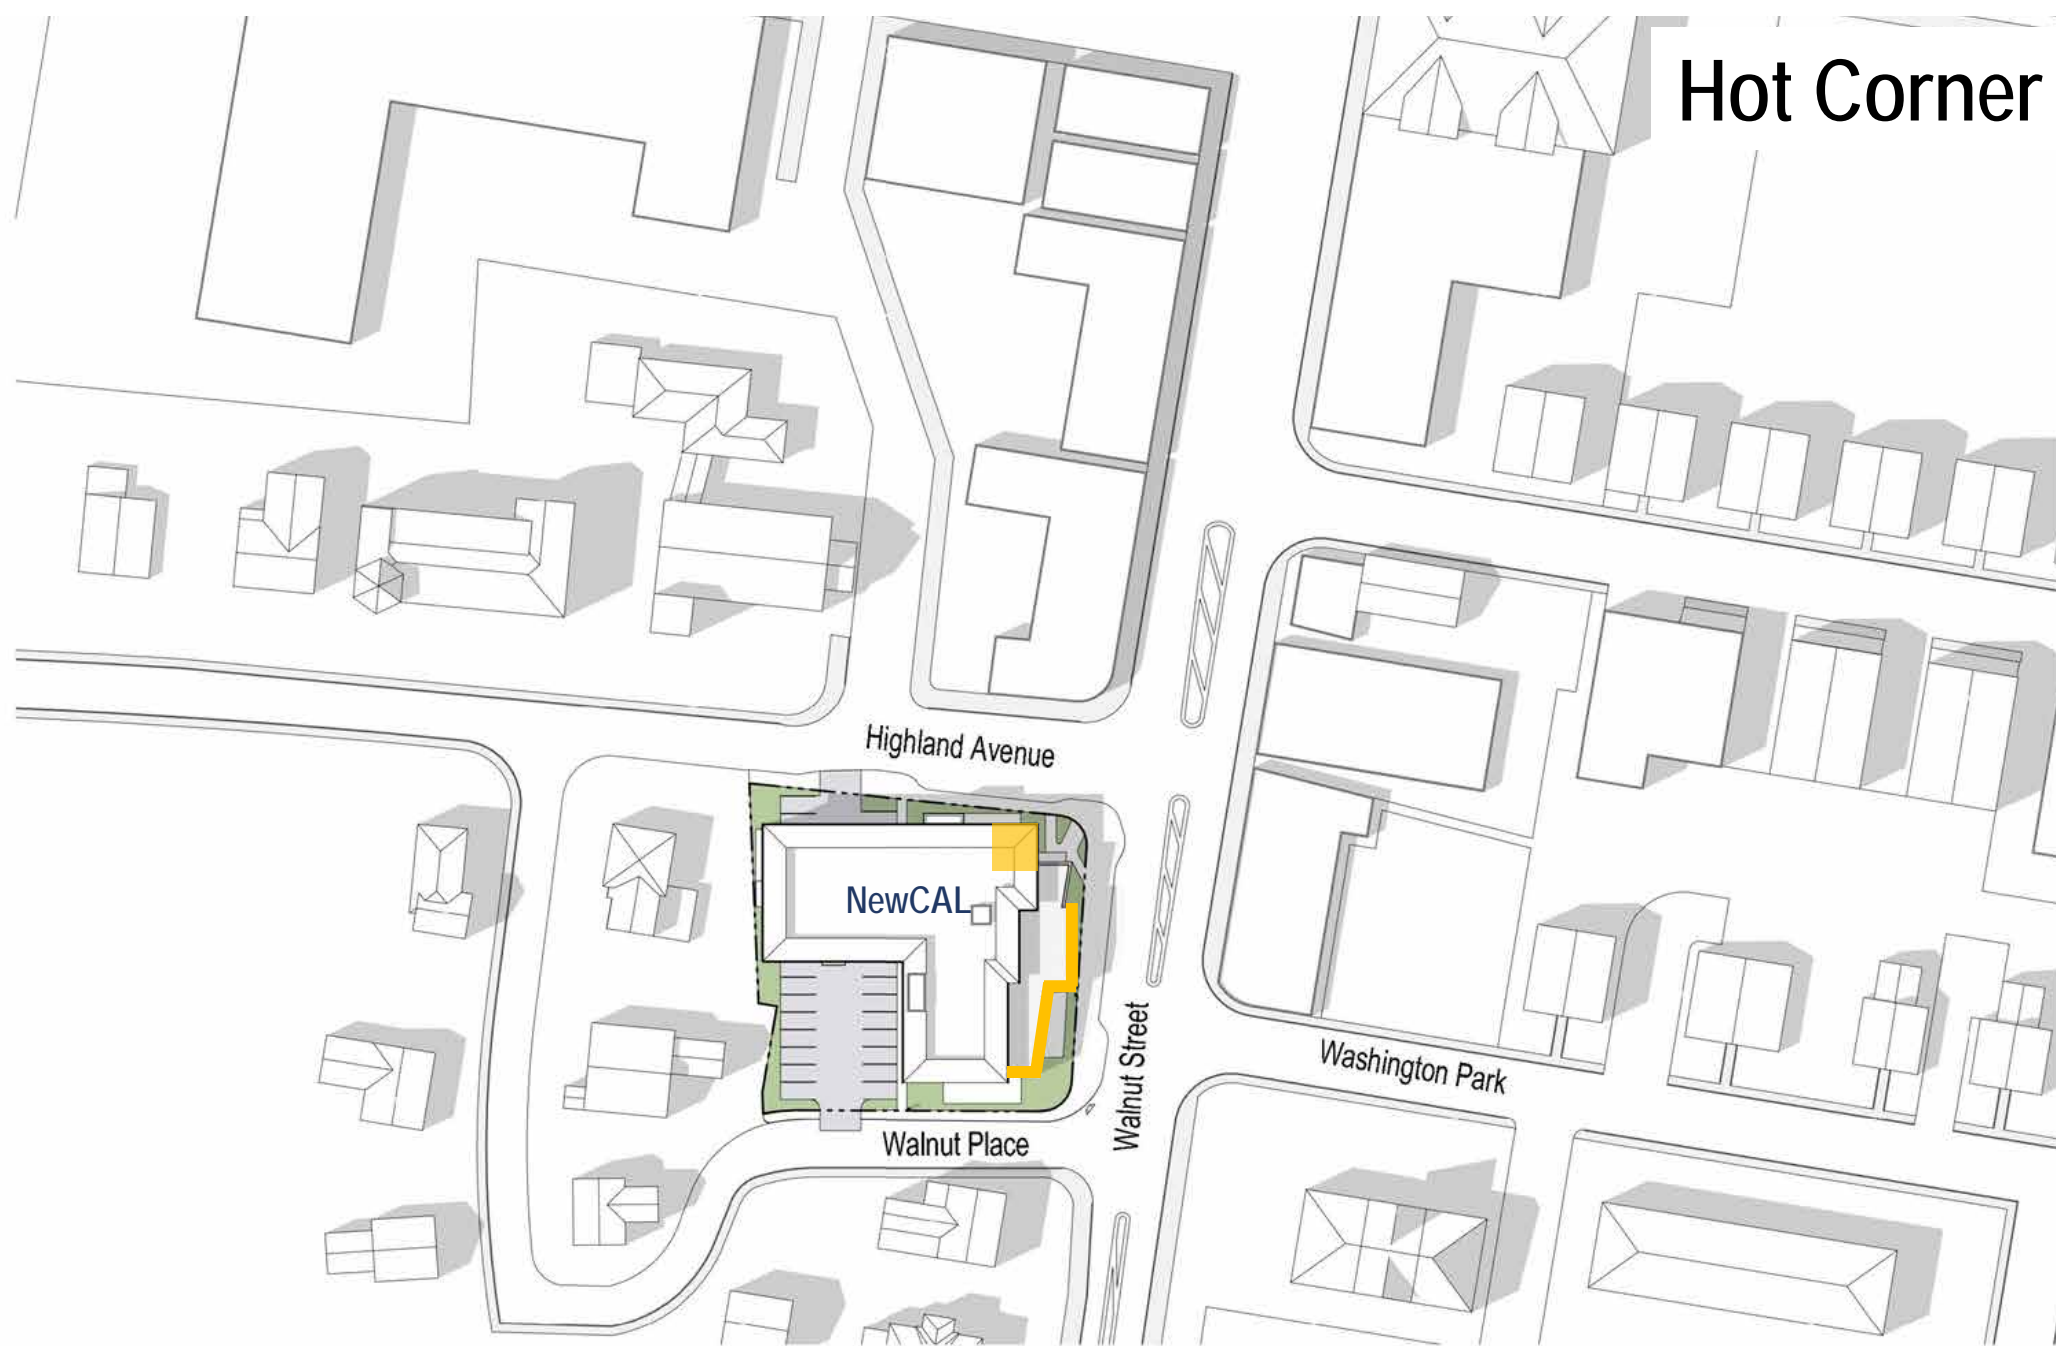 Hot Corner
Highland Avenue
NewCAL
Walnut Street
Washington Park
Walnut Place